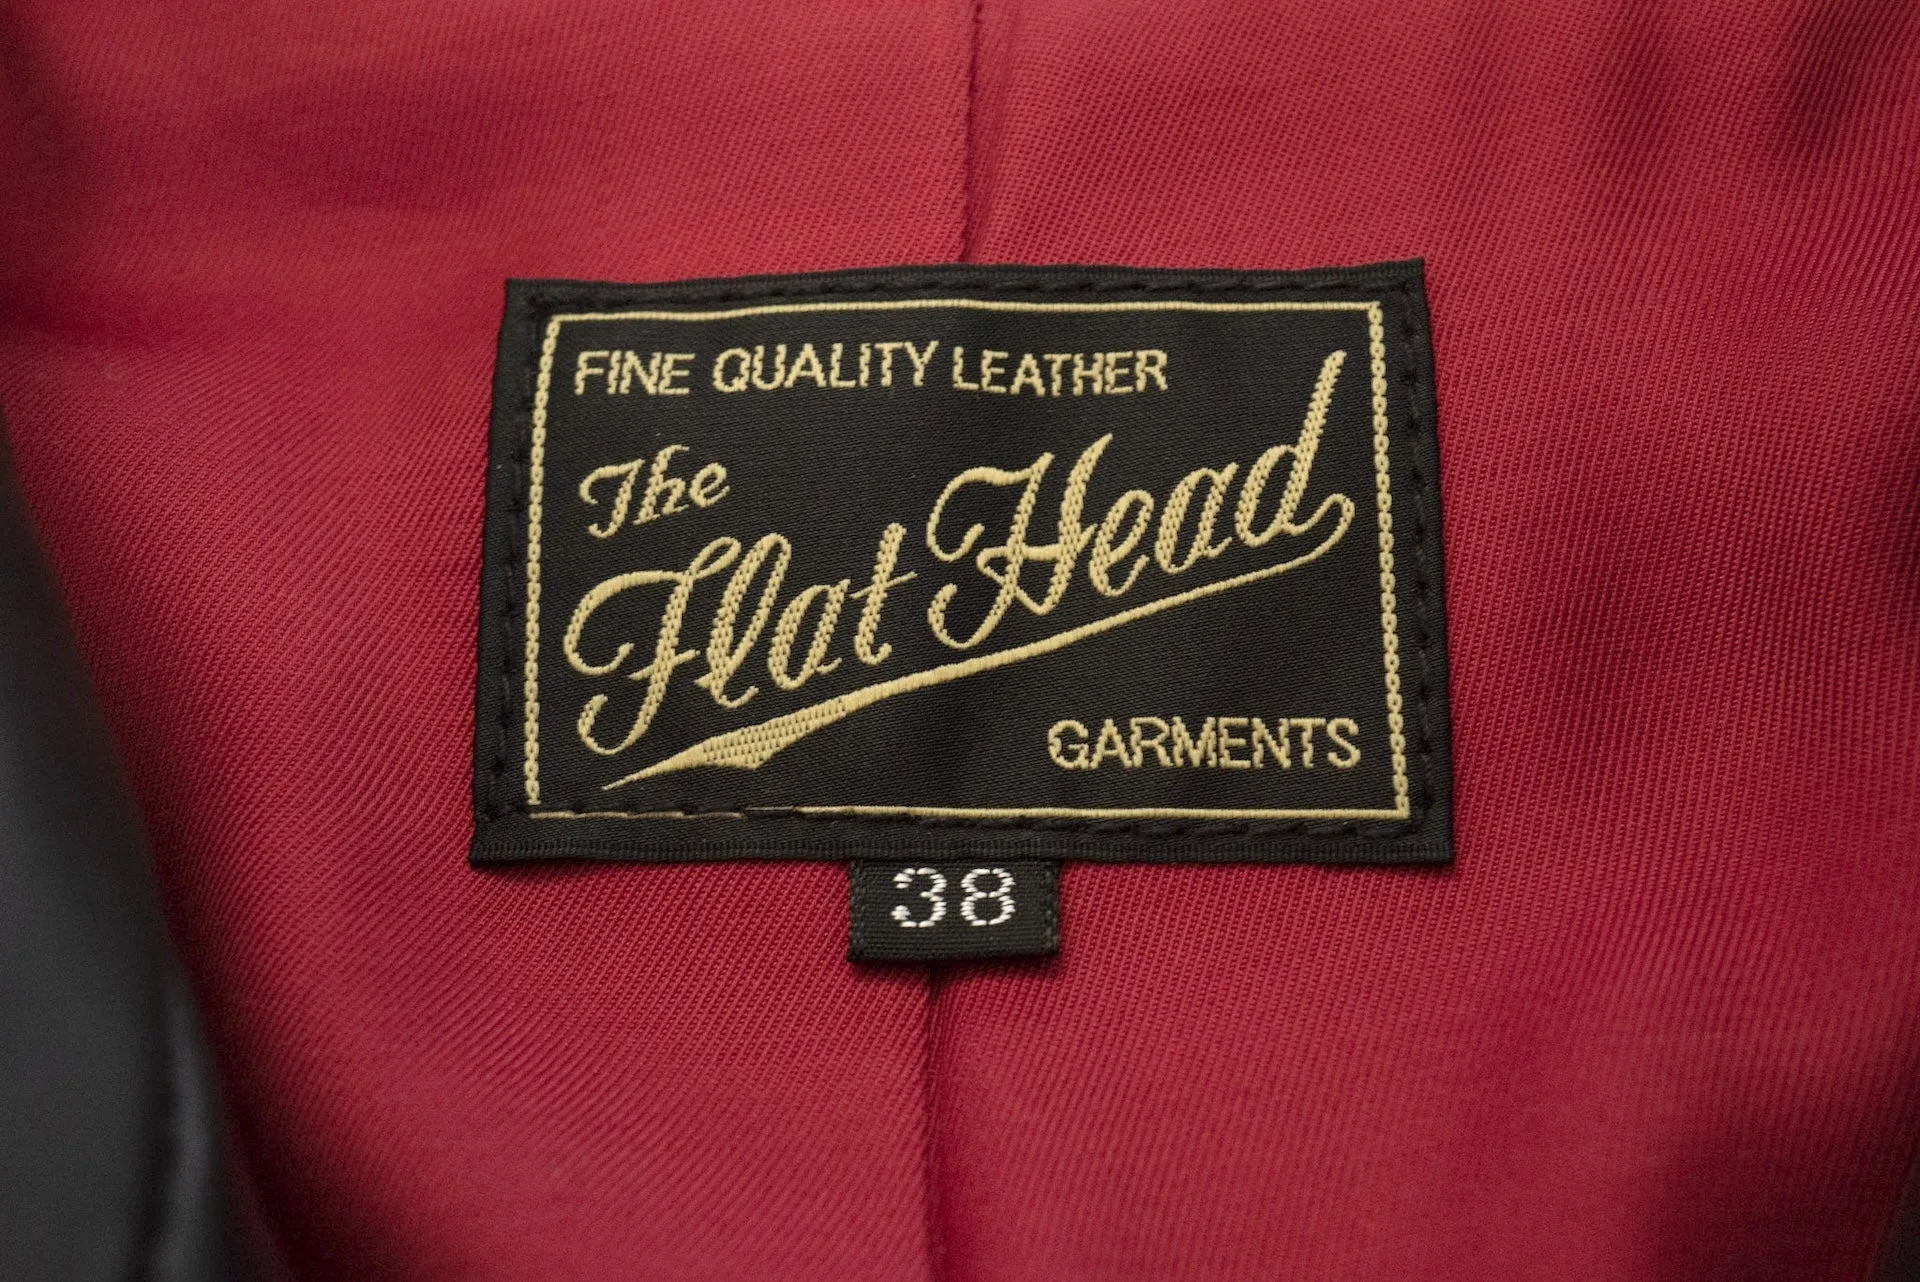 FINE QUALITY LEATHER
The
Flat Head
GARMENTS
38